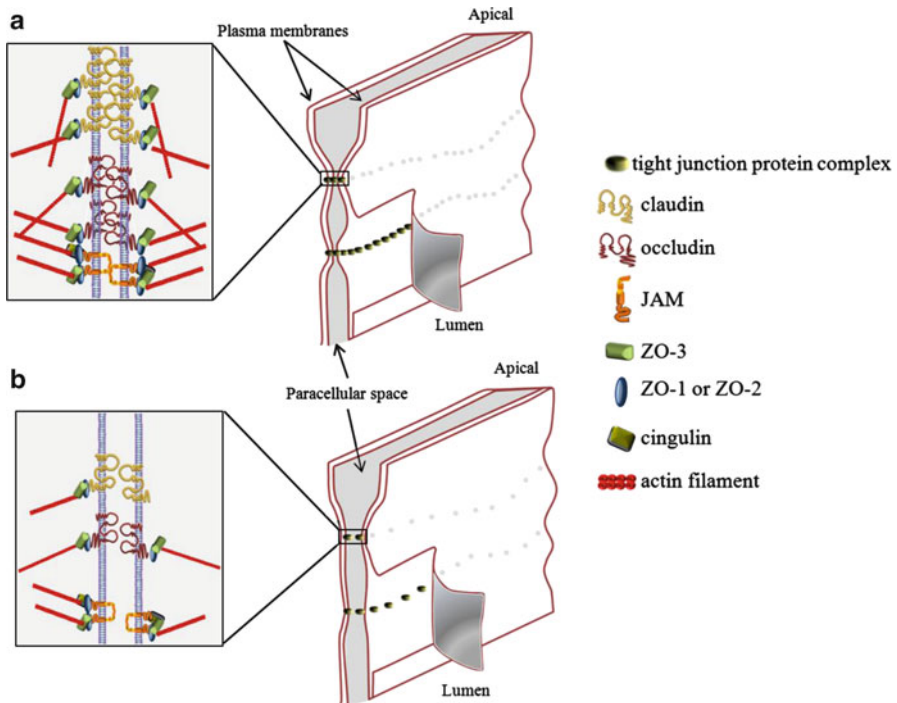 a
Plasma membranes
Apical
Lumen
Paracellular space
b
Apical
Lumen
tight junction protein complex
claudin
occludin
JAM
ZO-3
ZO-1 or ZO-2
cingulin
actin filament